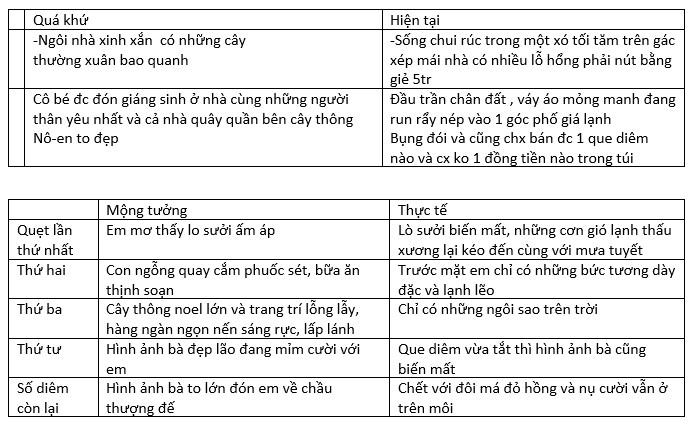 Quá khứ
Hiện tại
-Ngôi nhà xinh xắn  có những cây
thường xuân bao quanh
-Sống chui rúc trong một xó tối tăm trên gác
xép mái nhà có nhiều lỗ hổng phải nút bằng
giẻ 5tr
Cô bé đc đón giáng sinh ở nhà cùng những người
thân yêu nhất và cả nhà quây quần bên cây thông
Nô-en to đẹp
Đầu trần chân đất , váy áo mỏng manh đang
run rẩy nép vào 1 góc phố giá lạnh
Bụng đói và cũng chx bán đc 1 que diêm
nào và cx ko 1 đồng tiền nào trong túi
Mộng tưởng
Thực tế
Quẹt lần
thứ nhất
Em mơ thấy lo sưởi ấm áp
Lò sưởi biến mất, những cơn gió lạnh thấu
xương lại kéo đến cùng với mưa tuyết
Thứ hai
Con ngỗng quay cắm phuốc sét, bữa ăn
thịnh soạn
Trước mặt em chỉ có những bức tương dày
đặc và lạnh lẽo
Thứ ba
Cây thông noel lớn và trang trí lỗng lẫy,
hàng ngàn ngọn nến sáng rực, lấp lánh
Chỉ có những ngôi sao trên trời
Thứ tư
Hình ảnh bà đẹp lão đang mỉm cười với
em
Que diêm vừa tắt thì hình ảnh bà cũng
biến mất
Số diêm
còn lại
Hình ảnh bà to lớn đón em về chầu
thượng đế
Chết với đôi má đỏ hồng và nụ cười vẫn ở
trên môi